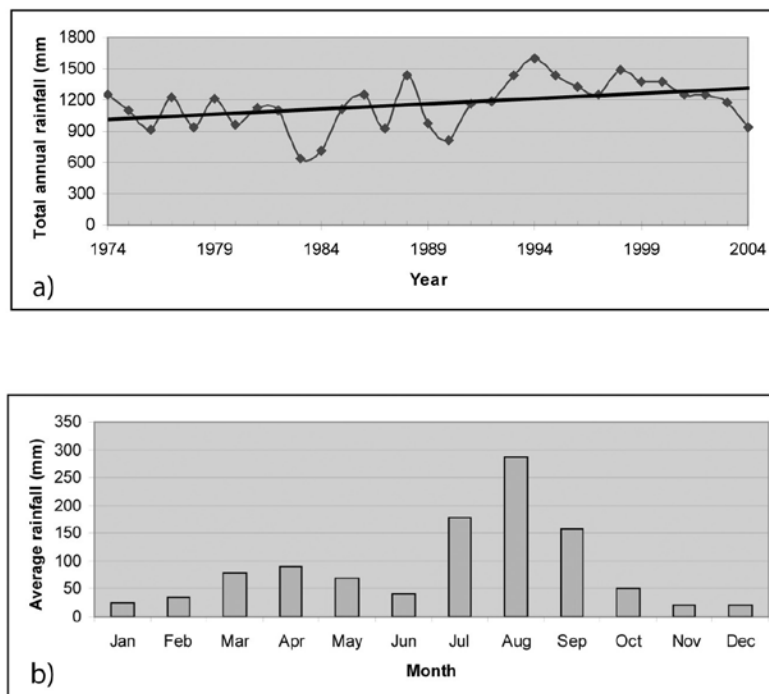 Total annual rainfall (mm
1800
1500
1200
900
600
300
0
1974 1979 1984 1989 1994 1999 2004
Year
a)
Average rainfall (mm)
350
300
250
200
150
100
50
0
Jan Feb Mar Apr May Jun Jul Aug Sep Oct Nov Dec
Month
b)